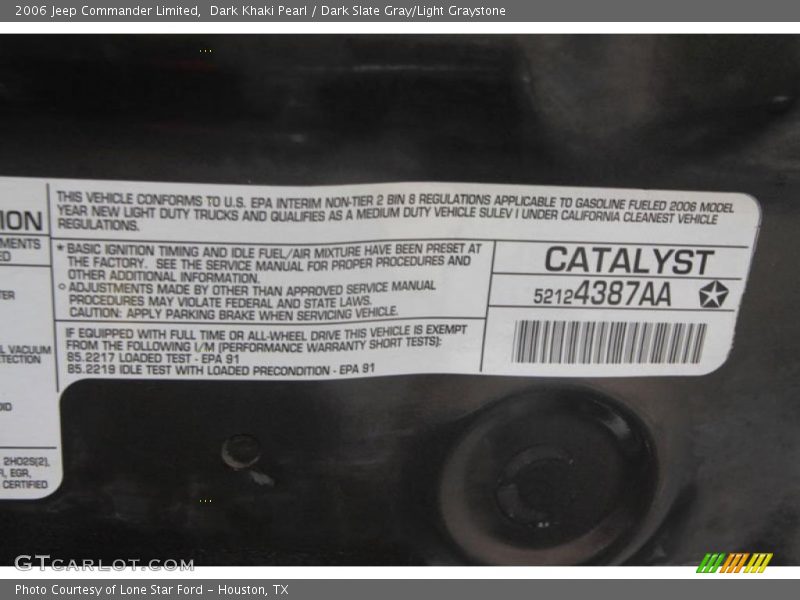 2006 Jeep Commander Limited, Dark Khaki Pearl / Dark Slate Gray/Light Graystone
THIS VEHICLE CONFORMS TO U.S. EPA INTERIM NON-TIER 2 BIN 8 REGULATIONS APPLICABLE TO GASOLINE FUELED 2006 MODEL
YEAR NEW LIGHT DUTY TRUCKS AND QUALIFIES AS A MEDIUM DUTY VEHICLE SULEV I UNDER CALIFORNIA CLEANEST VEHICLE
REGULATIONS.
ION
MENTS
ED
TER
L VACUUM
TECTION
OID
2HO2S(2),
R, EGR,
CERTIFIED
* BASIC IGNITION TIMING AND IDLE FUEL/AIR MIXTURE HAVE BEEN PRESET AT
THE FACTORY. SEE THE SERVICE MANUAL FOR PROPER PROCEDURES AND
OTHER ADDITIONAL INFORMATION.
○ ADJUSTMENTS MADE BY OTHER THAN APPROVED SERVICE MANUAL
PROCEDURES MAY VIOLATE FEDERAL AND STATE LAWS.
CAUTION: APPLY PARKING BRAKE WHEN SERVICING VEHICLE.
IF EQUIPPED WITH FULL TIME OR ALL-WHEEL DRIVE THIS VEHICLE IS EXEMPT
FROM THE FOLLOWING I/M (PERFORMANCE WARRANTY SHORT TESTS):
85.2217 LOADED TEST - EPA 91
85.2219 IDLE TEST WITH LOADED PRECONDITION - EPA 91
CATALYST
52124387AA
GTCARLOT.COM
Photo Courtesy of Lone Star Ford - Houston, TX